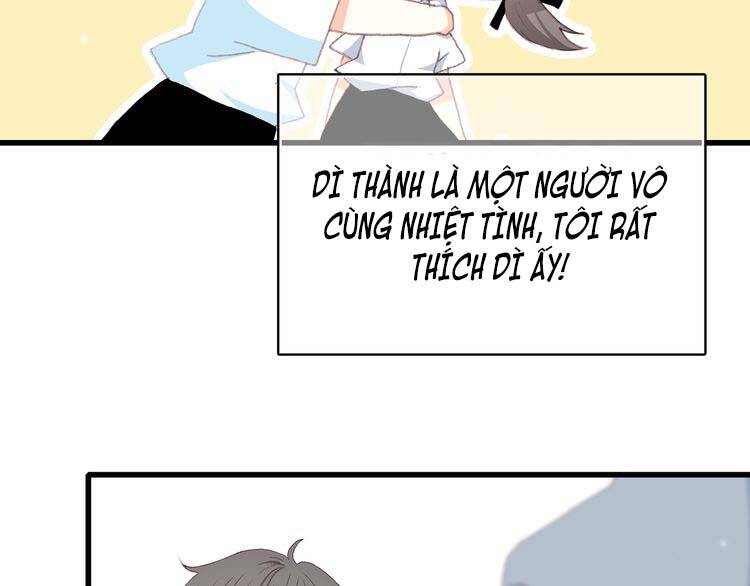 DÌ THÀNH LÀ MỘT NGƯỜI VÔ
CÙNG NHIỆT TÌNH, TÔI RẤT
THÍCH DÌ ẤY!